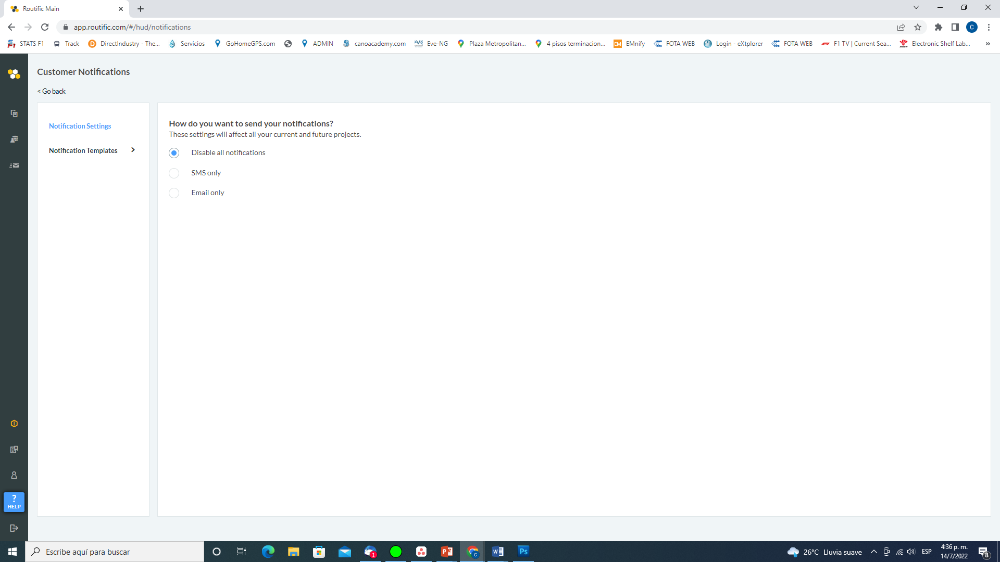 Routific Main
app.routific.com/#/hud/notifications
C
STATS F1 Track DirectIndustry - The... Servicios GoHomeGPS.com ADMIN canoacademy.com Eve-NG Plaza Metropolitan... 4 pisos terminacion... EM EMnify FOTA WEB Login - eXtplorer FOTA WEB F1 TV | Current Sea... Electronic Shelf Lab... »
Customer Notifications
< Go back
Notification Settings
Notification Templates
How do you want to send your notifications?
These settings will affect all your current and future projects.
Disable all notifications
SMS only
Email only
?
HELP
Escribe aquí para buscar
1
Ps
26°C Lluvia suave
ESP
4:36 p. m.
14/7/2022
8